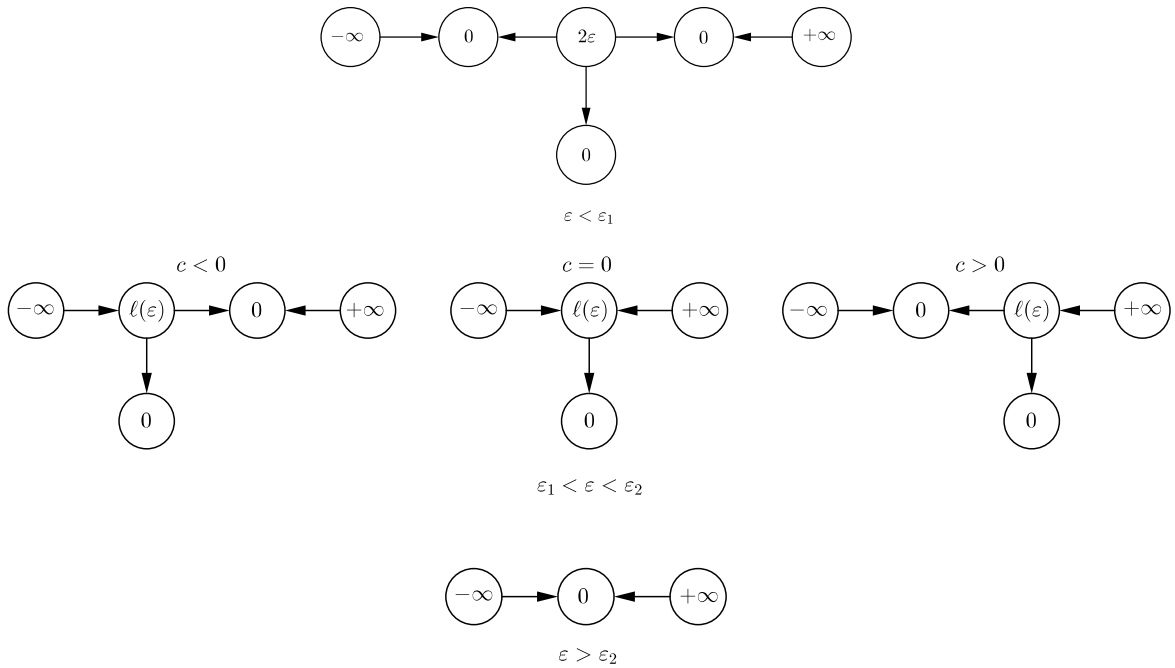 −∞ 0 2ε 0 +∞
0
ε < ε₁
c < 0 c = 0 c > 0
−∞ ℓ(ε) 0 +∞ −∞ ℓ(ε) +∞ −∞ 0 ℓ(ε) +∞
0 0 0
ε₁ < ε < ε₂
−∞ 0 +∞
ε > ε₂